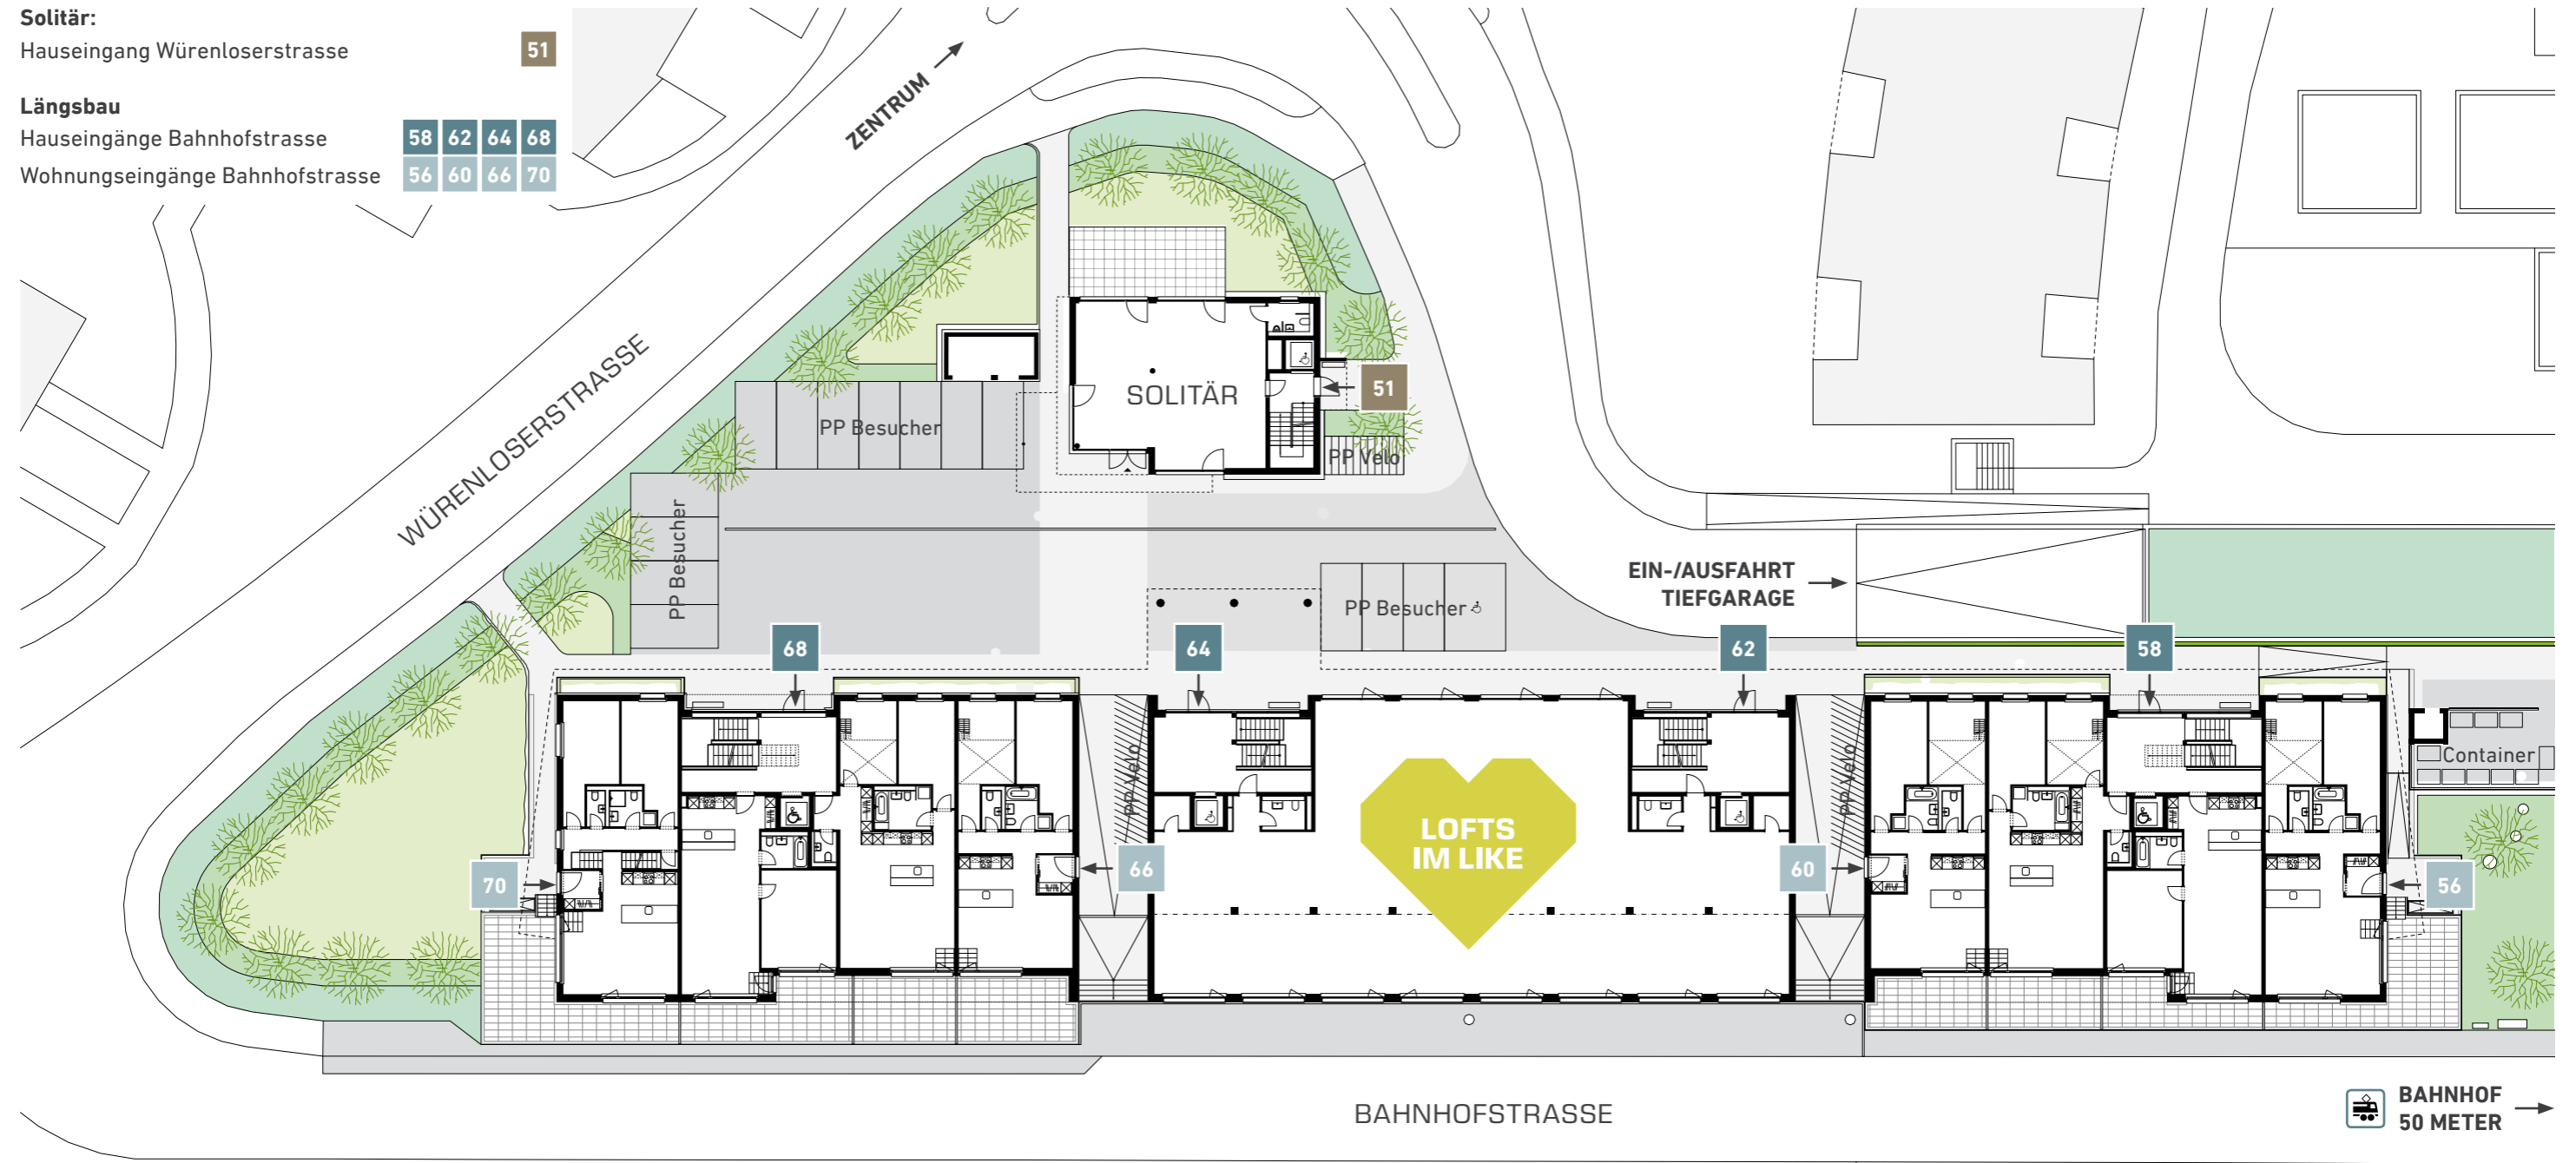 Solitär:
Hauseingang Würenloserstrasse 51
Längsbau
Hauseingänge Bahnhofstrasse 58 62 64 68
Wohnungseingänge Bahnhofstrasse 56 60 66 70
ZENTRUM
WÜRENLOSERSTRASSE
SOLITÄR
51
PP Besucher
PP Velo
PP Besucher
EIN-/AUSFAHRT
TIEFGARAGE
PP Besucher
68
64
62
58
PP Velo
PP Velo
Container
LOFTS
IM LIKE
70
66
60
56
BAHNHOFSTRASSE
BAHNHOF
50 METER